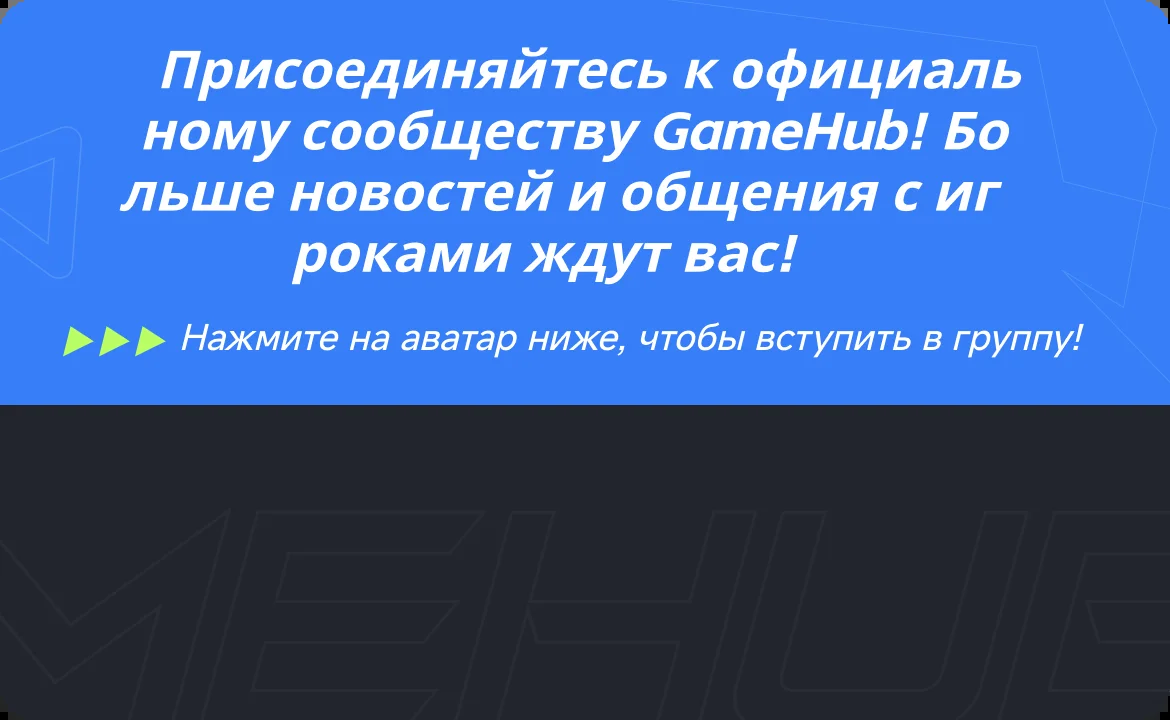 Присоединяйтесь к официаль
ному сообществу GameHub! Бо
льше новостей и общения с иг
роками ждут вас!
Нажмите на аватар ниже, чтобы вступить в группу!
MEHUB